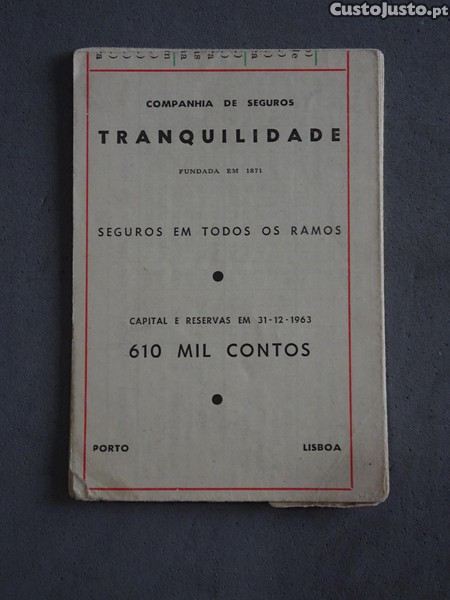 CustoJusto.pt
COMPANHIA DE SEGUROS
TRANQUILIDADE
FUNDADA EM 1871
SEGUROS EM TODOS OS RAMOS
CAPITAL E RESERVAS EM 31-12-1963
610 MIL CONTOS
PORTO LISBOA